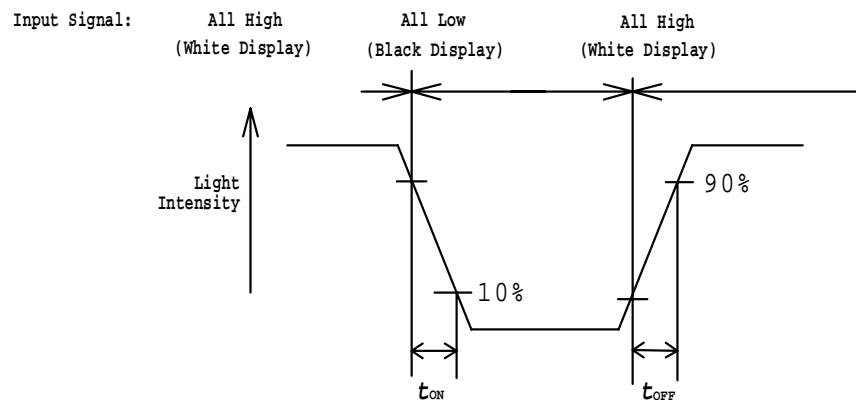 Input Signal: All High All Low All High
(White Display) (Black Display) (White Display)
Light
Intensity
90%
10%
tON tOFF